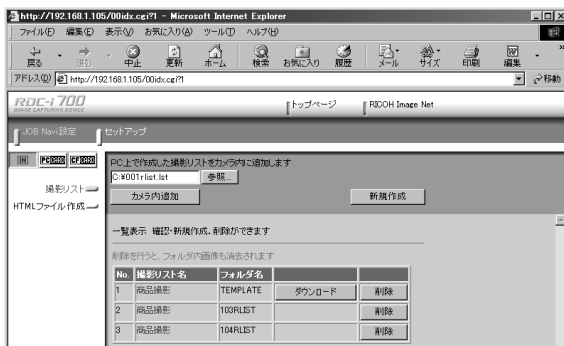 http://192.168.1.105/00idx.cgi?1 - Microsoft Internet Explorer
ファイル(F) 編集(E) 表示(V) お気に入り(A) ツール(T) ヘルプ(H)
戻る 進む 中止 更新 ホーム 検索 お気に入り 履歴 メール サイズ 印刷 編集
アドレス(D) http://192.168.1.105/00idx.cgi?1 移動
RDC-i700 トップページ RICOH Image Net
IMAGE CAPTURING DEVICE
JOB Navi設定 セットアップ
IN PCCARD CFCARD
PC上で作成した撮影リストをカメラ内に追加します
C:¥001rlist.lst 参照...
撮影リスト
カメラ内追加 新規作成
HTMLファイル作成
一覧表示 確認・新規作成、削除ができます
削除を行うと、フォルダ内画像も消去されます
No. 撮影リスト名 フォルダ名
1 商品撮影 TEMPLATE ダウンロード 削除
2 商品撮影 103RLIST 削除
3 商品撮影 104RLIST 削除